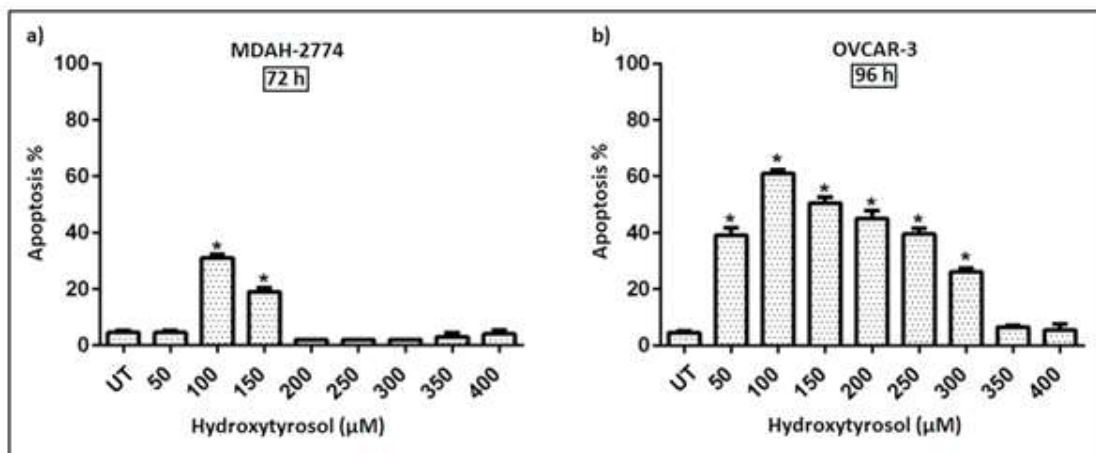 a)
MDAH-2774
72 h
Apoptosis %
100
80
60
40
20
0
* *
UT 50 100 150 200 250 300 350 400
Hydroxytyrosol (µM)
b)
OVCAR-3
96 h
Apoptosis %
100
80
60
40
20
0
* * * * * *
UT 50 100 150 200 250 300 350 400
Hydroxytyrosol (µM)